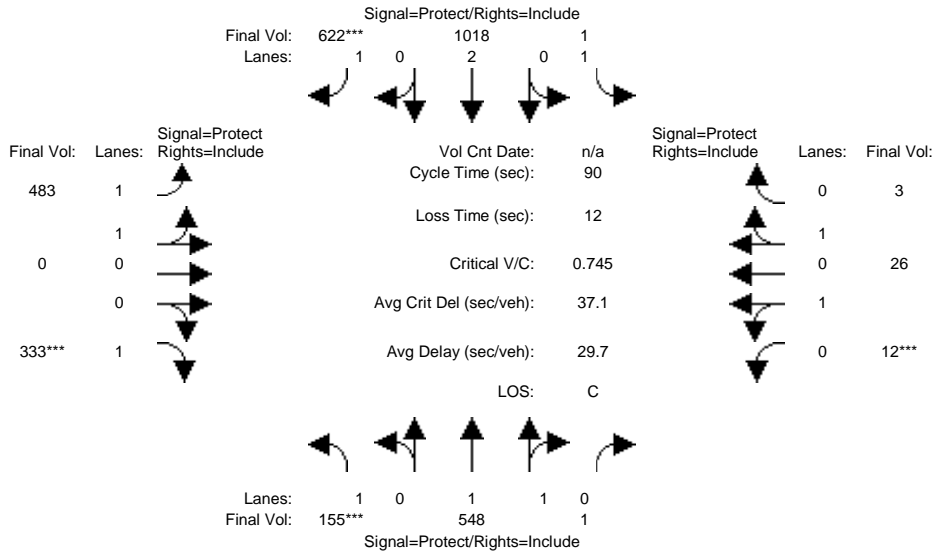 Signal=Protect/Rights=Include
Final Vol: 622*** 1018 1
Lanes: 1 0 2 0 1
Signal=Protect
Final Vol: Lanes: Rights=Include
Vol Cnt Date: n/a
Signal=Protect
Rights=Include Lanes: Final Vol:
Cycle Time (sec): 90
483 1
0 3
Loss Time (sec): 12
1
1
0 0
Critical V/C: 0.745
0 26
0
Avg Crit Del (sec/veh): 37.1
1
333*** 1
Avg Delay (sec/veh): 29.7
0 12***
LOS: C
Lanes: 1 0 1 1 0
Final Vol: 155*** 548 1
Signal=Protect/Rights=Include